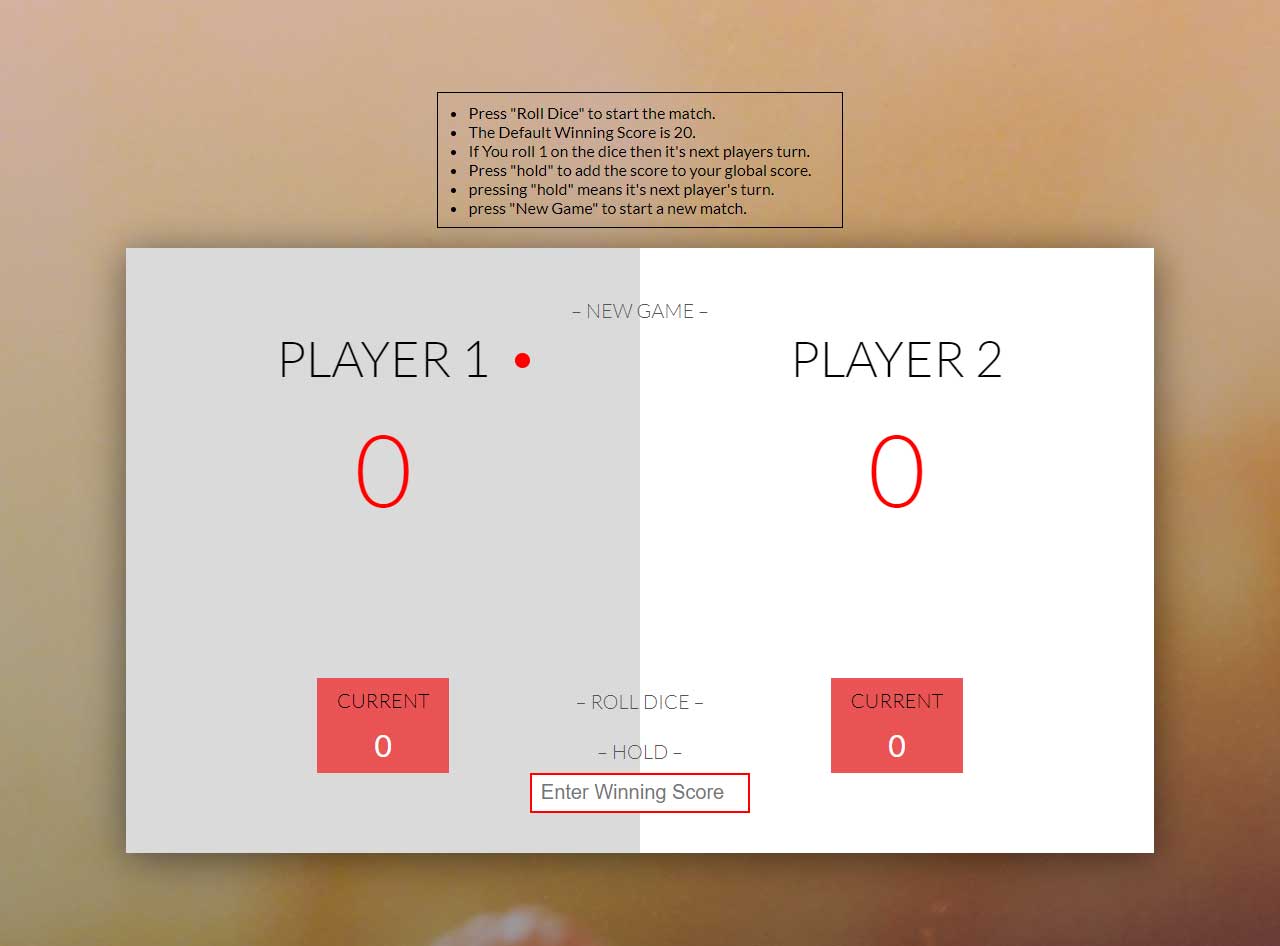 • Press "Roll Dice" to start the match.
• The Default Winning Score is 20.
• If You roll 1 on the dice then it's next players turn.
• Press "hold" to add the score to your global score.
• pressing "hold" means it's next player's turn.
• press "New Game" to start a new match.
– NEW GAME –
PLAYER 1
PLAYER 2
0
0
CURRENT
0
– ROLL DICE –
– HOLD –
Enter Winning Score
CURRENT
0